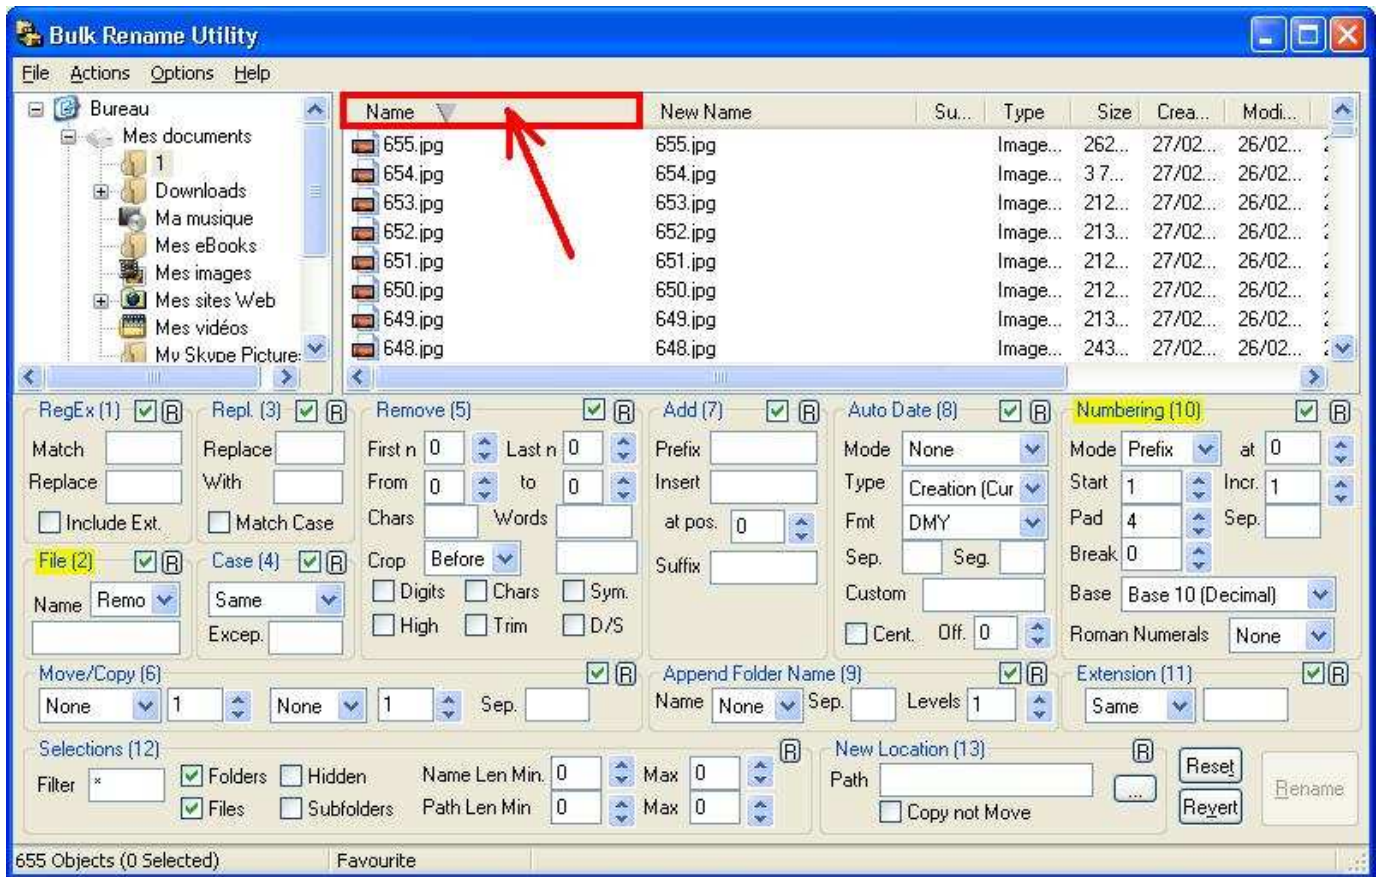 Bulk Rename Utility
File Actions Options Help
Bureau
Mes documents
1
Downloads
Ma musique
Mes eBooks
Mes images
Mes sites Web
Mes vidéos
My Skype Pictures
Name New Name Su... Type Size Crea... Modi...
655.jpg 655.jpg Image... 262... 27/02... 26/02...
654.jpg 654.jpg Image... 3 7... 27/02... 26/02...
653.jpg 653.jpg Image... 212... 27/02... 26/02...
652.jpg 652.jpg Image... 213... 27/02... 26/02...
651.jpg 651.jpg Image... 212... 27/02... 26/02...
650.jpg 650.jpg Image... 212... 27/02... 26/02...
649.jpg 649.jpg Image... 213... 27/02... 26/02...
648.jpg 648.jpg Image... 243... 27/02... 26/02...
RegEx (1) R
Match
Replace
Include Ext.
Repl. (3) R
Replace
With
Match Case
Remove (5) R
First n 0 Last n 0
From 0 to 0
Chars Words
Crop Before
Digits Chars Sym.
High Trim D/S
Add (7) R
Prefix
Insert
at pos. 0
Suffix
Auto Date (8) R
Mode None
Type Creation (Cur
Fmt DMY
Sep. Seg.
Custom
Cent. Off. 0
Numbering (10) R
Mode Prefix at 0
Start 1 Incr. 1
Pad 4 Sep.
Break 0
Base Base 10 (Decimal)
Roman Numerals None
File (2) R
Name Remo
Case (4) R
Same
Excep.
Move/Copy (6) R
None 1 None 1 Sep.
Append Folder Name (9) R
Name None Sep. Levels 1
Extension (11) R
Same
Selections (12) R
Filter * Folders Hidden Name Len Min. 0 Max 0
Files Subfolders Path Len Min 0 Max 0
New Location (13) R
Path ...
Copy not Move
Reset
Revert
Rename
655 Objects (0 Selected) Favourite